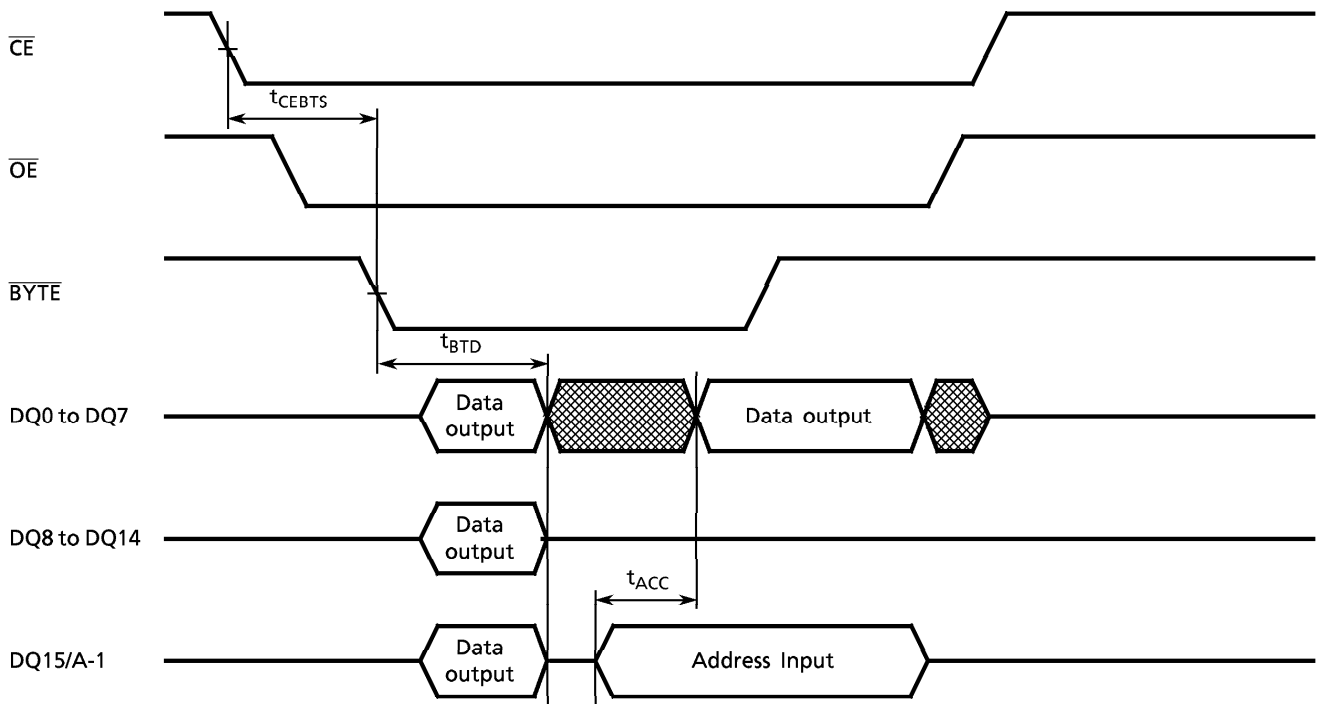 CE
tCEBTS
OE
BYTE
tBTD
DQ0 to DQ7
Data
output
Data output
DQ8 to DQ14
Data
output
tACC
DQ15/A-1
Data
output
Address Input